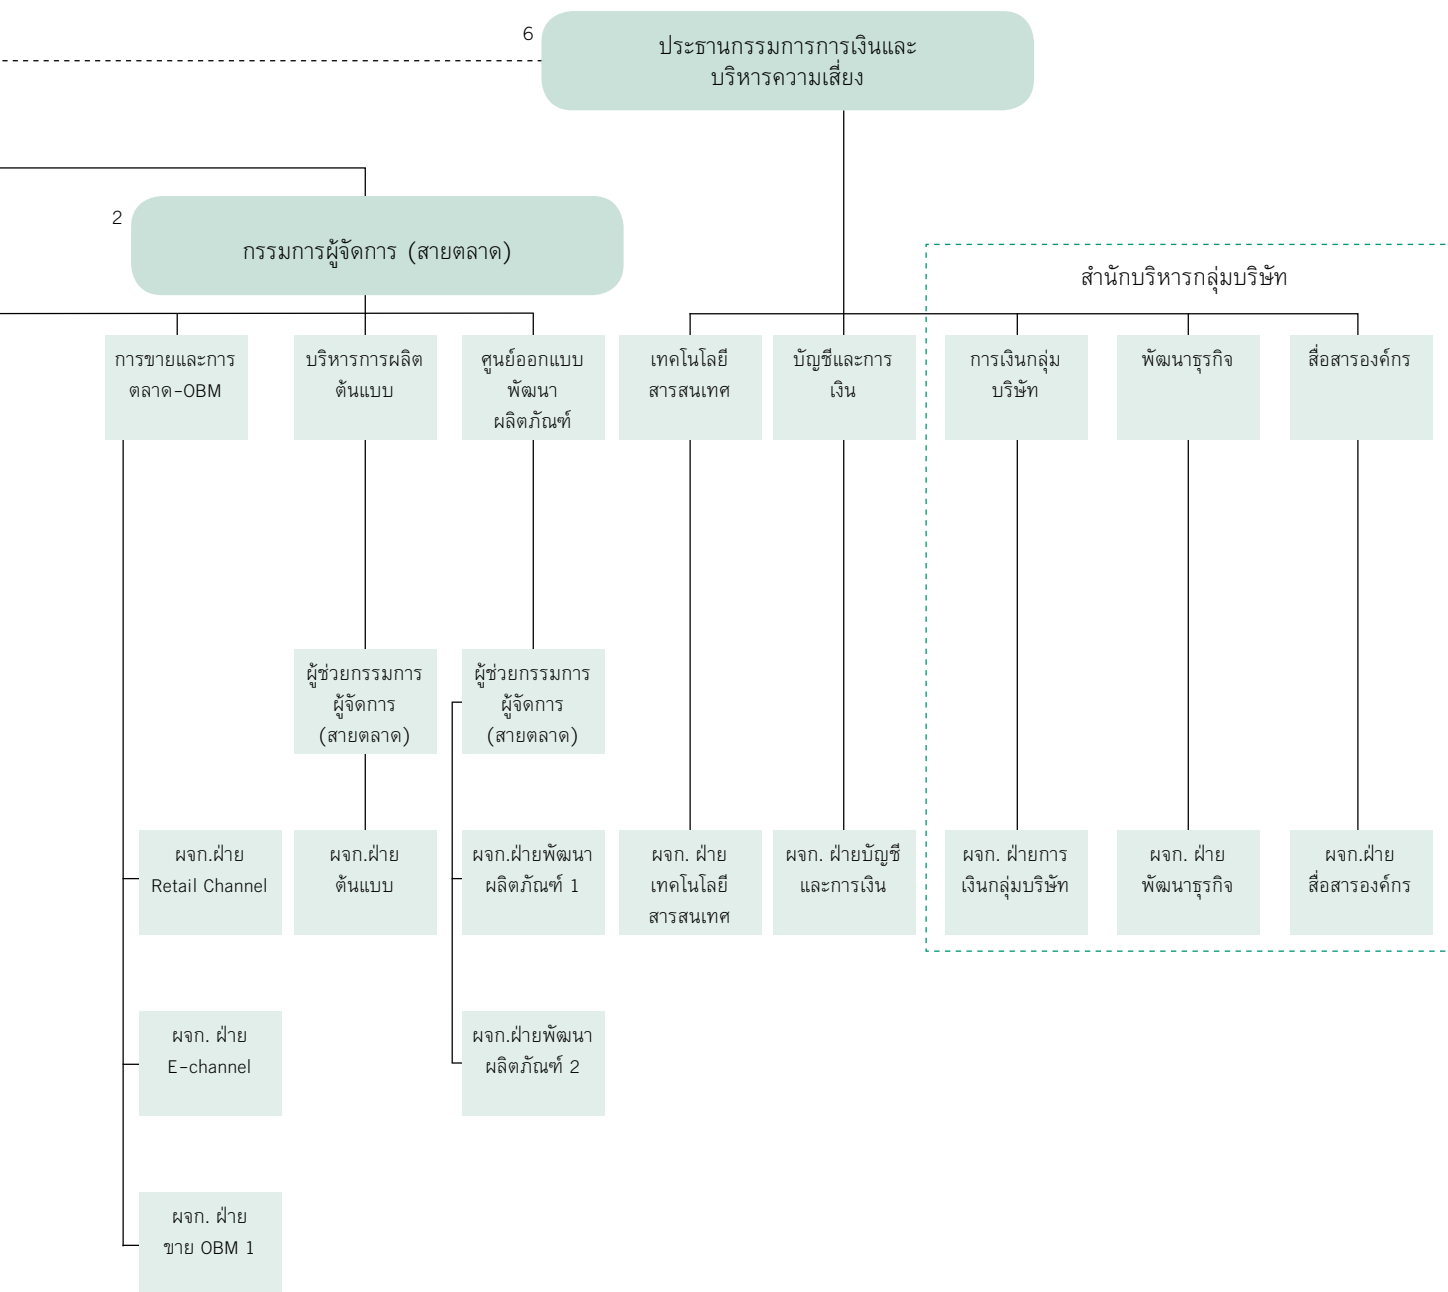 6
ประธานกรรมการการเงินและ
บริหารความเสี่ยง
2
กรรมการผู้จัดการ (สายตลาด)
สำนักบริหารกลุ่มบริษัท
การขายและการ
ตลาด-OBM
บริหารการผลิต
ต้นแบบ
ศูนย์ออกแบบ
พัฒนา
ผลิตภัณฑ์
เทคโนโลยี
สารสนเทศ
บัญชีและการ
เงิน
การเงินกลุ่ม
บริษัท
พัฒนาธุรกิจ
สื่อสารองค์กร
ผู้ช่วยกรรมการ
ผู้จัดการ
(สายตลาด)
ผู้ช่วยกรรมการ
ผู้จัดการ
(สายตลาด)
ผจก.ฝ่าย
Retail Channel
ผจก.ฝ่าย
ต้นแบบ
ผจก.ฝ่ายพัฒนา
ผลิตภัณฑ์ 1
ผจก. ฝ่าย
เทคโนโลยี
สารสนเทศ
ผจก. ฝ่ายบัญชี
และการเงิน
ผจก. ฝ่ายการ
เงินกลุ่มบริษัท
ผจก. ฝ่าย
พัฒนาธุรกิจ
ผจก.ฝ่าย
สื่อสารองค์กร
ผจก. ฝ่าย
E-channel
ผจก.ฝ่ายพัฒนา
ผลิตภัณฑ์ 2
ผจก. ฝ่าย
ขาย OBM 1